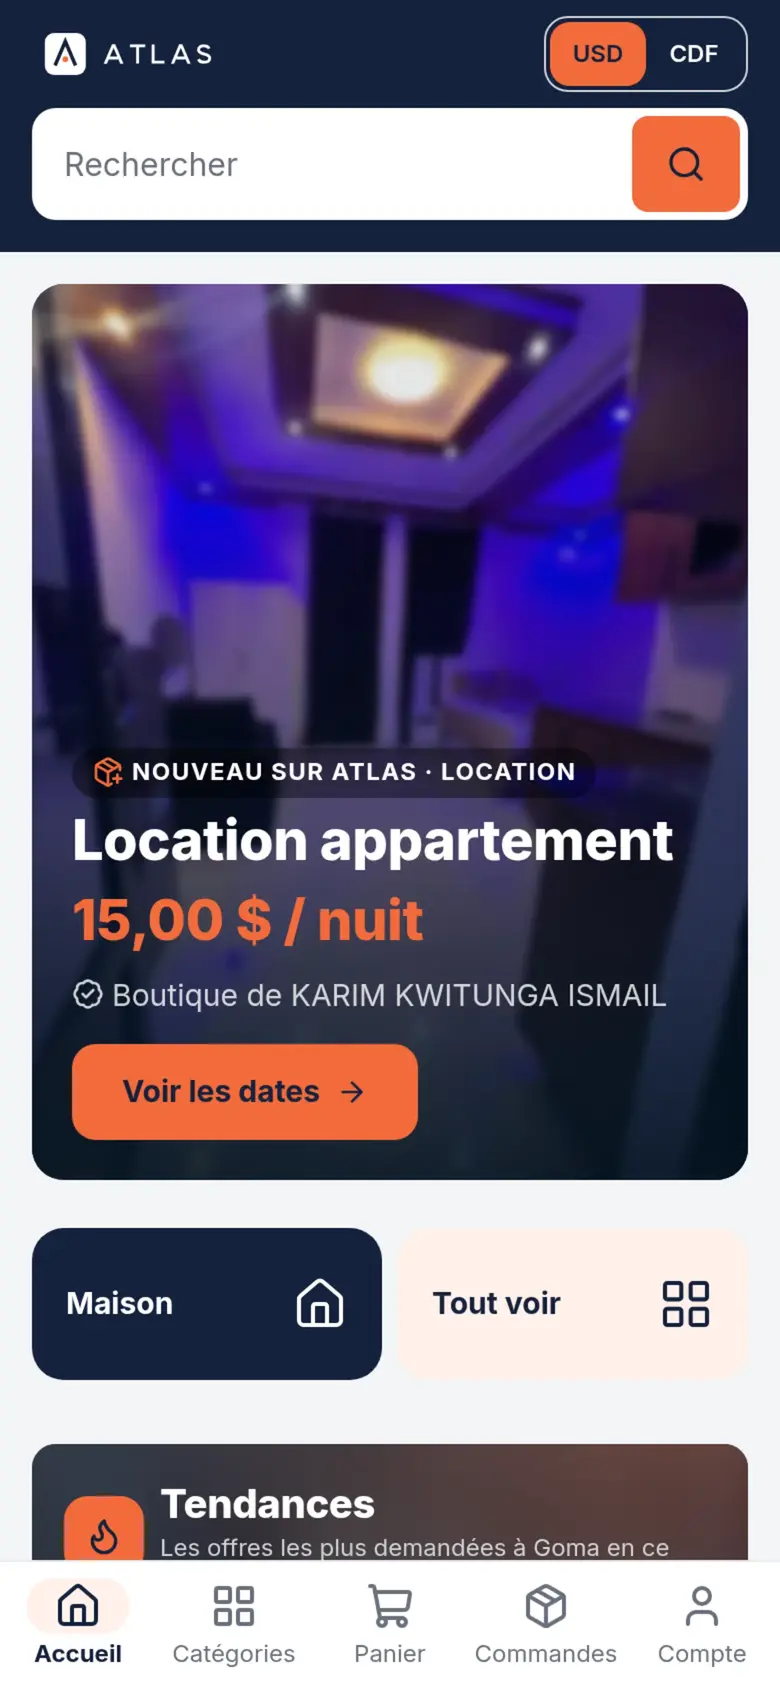 ATLAS
USD CDF
Rechercher
NOUVEAU SUR ATLAS · LOCATION
Location appartement
15,00 $ / nuit
Boutique de KARIM KWITUNGA ISMAIL
Voir les dates →
Maison
Tout voir
Tendances
Les offres les plus demandées à Goma en ce
Accueil Catégories Panier Commandes Compte